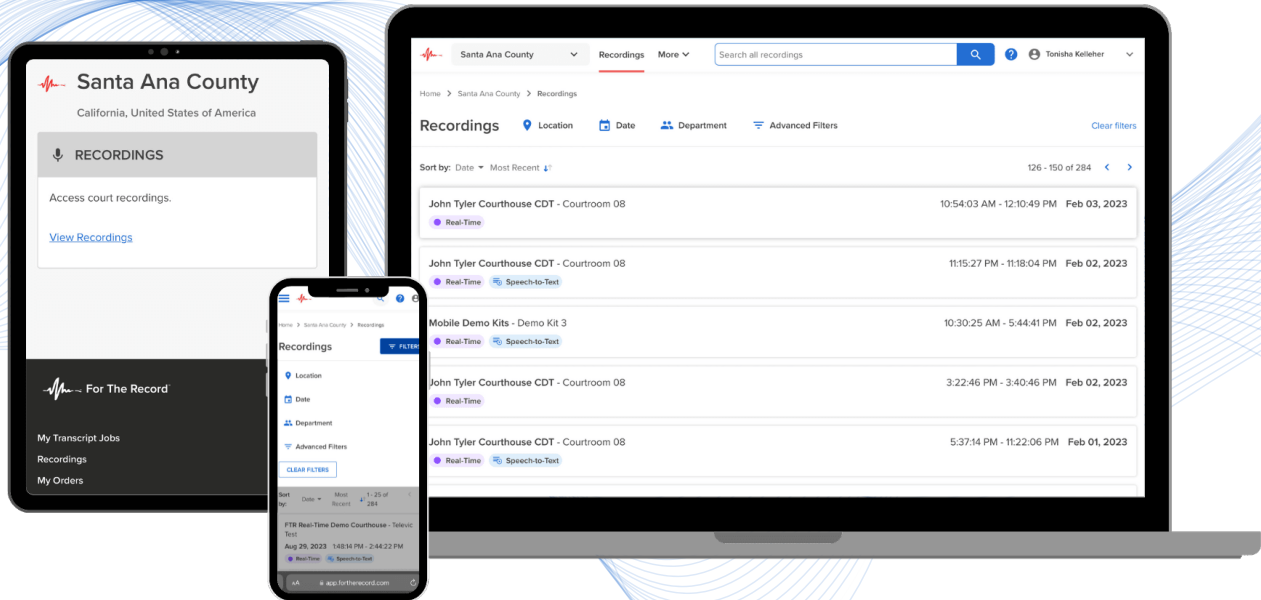 Santa Ana County
California, United States of America
RECORDINGS
Access court recordings.
View Recordings
For The Record
My Transcript Jobs
Recordings
My Orders
Home > Santa Ana County > Recordings
Recordings
FILTERS
Location
Date
Department
Advanced Filters
CLEAR FILTERS
Sort by: Date Most Recent 1 - 25 of 284
FTR Real-Time Demo Courthouse - Televic
Test
Aug 29, 2023 1:48:14 PM - 2:44:22 PM
Real-Time Speech-to-Text
AA app.fortherecord.com
Santa Ana County Recordings More Search all recordings ? Tonisha Kelleher
Home > Santa Ana County > Recordings
Recordings Location Date Department Advanced Filters Clear filters
Sort by: Date Most Recent 126 - 150 of 284 < >
John Tyler Courthouse CDT - Courtroom 08 10:54:03 AM - 12:10:49 PM Feb 03, 2023
Real-Time
John Tyler Courthouse CDT - Courtroom 08 11:15:27 PM - 11:18:04 PM Feb 02, 2023
Real-Time Speech-to-Text
Mobile Demo Kits - Demo Kit 3 10:30:25 AM - 5:44:41 PM Feb 02, 2023
Real-Time Speech-to-Text
John Tyler Courthouse CDT - Courtroom 08 3:22:46 PM - 3:40:46 PM Feb 02, 2023
Real-Time
John Tyler Courthouse CDT - Courtroom 08 5:37:14 PM - 11:22:06 PM Feb 01, 2023
Real-Time Speech-to-Text